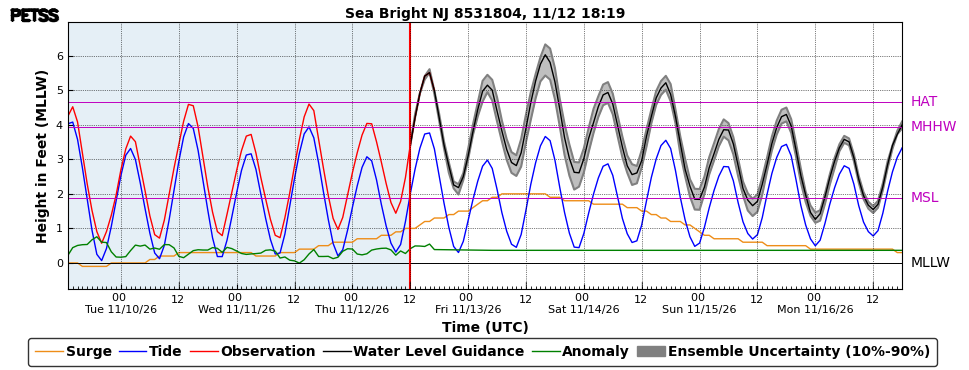 PETSS
Sea Bright NJ 8531804, 11/12 18:19
Height in Feet (MLLW)
6
5
4
3
2
1
0
HAT
MHHW
MSL
MLLW
00 12 00 12 00 12 00 12 00 12 00 12 00 12
Tue 11/10/26 Wed 11/11/26 Thu 11/12/26 Fri 11/13/26 Sat 11/14/26 Sun 11/15/26 Mon 11/16/26
Time (UTC)
Surge Tide Observation Water Level Guidance Anomaly Ensemble Uncertainty (10%-90%)